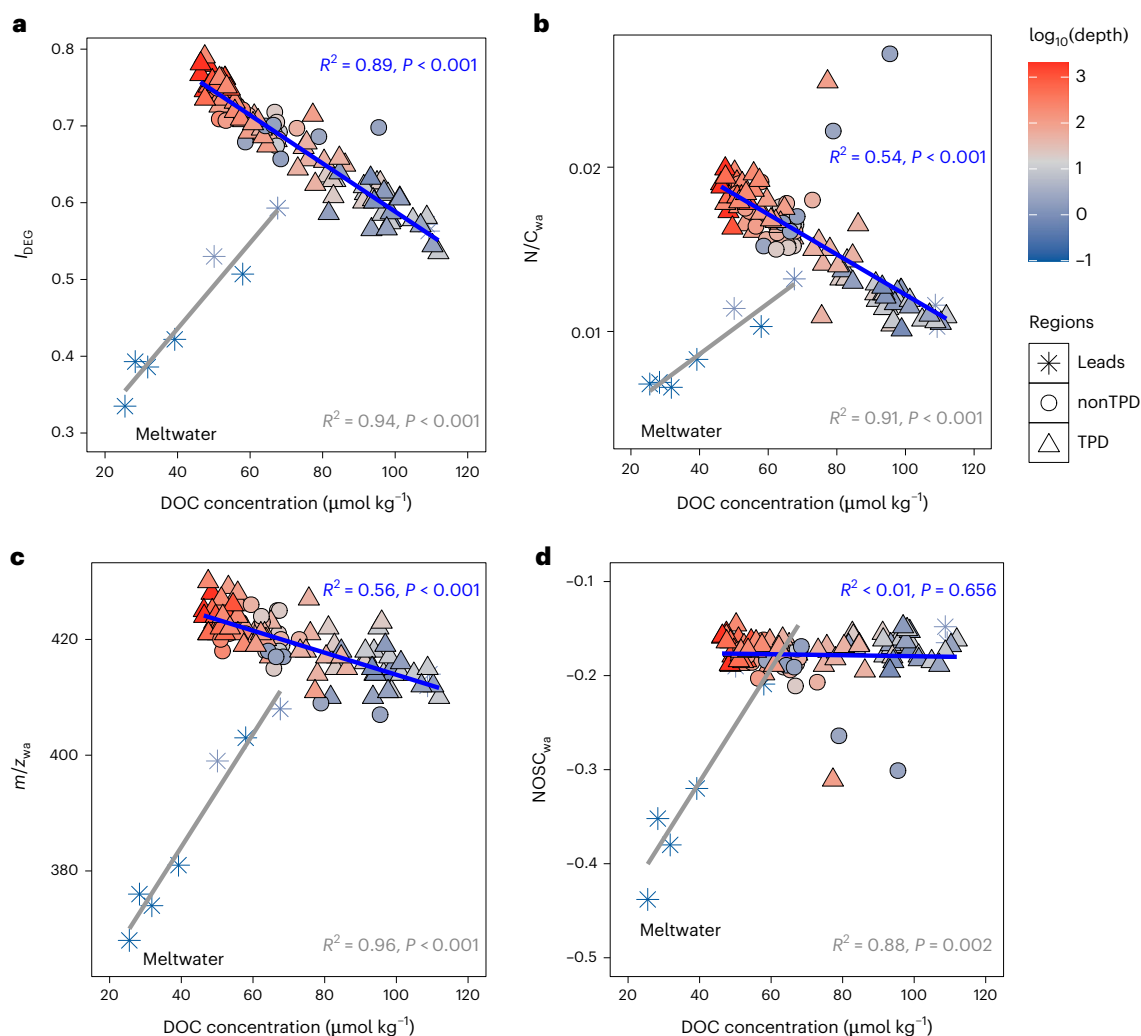 a
0.8
0.7
0.6
0.5
0.4
0.3
I_DEG
R² = 0.89, P < 0.001
R² = 0.94, P < 0.001
Meltwater
20 40 60 80 100 120
DOC concentration (µmol kg⁻¹)
b
0.02
0.01
N/C_wa
R² = 0.54, P < 0.001
R² = 0.91, P < 0.001
Meltwater
20 40 60 80 100 120
DOC concentration (µmol kg⁻¹)
log₁₀(depth)
3
2
1
0
−1
Regions
Leads
nonTPD
TPD
c
420
400
380
m/z_wa
R² = 0.56, P < 0.001
R² = 0.96, P < 0.001
Meltwater
20 40 60 80 100 120
DOC concentration (µmol kg⁻¹)
d
−0.1
−0.2
−0.3
−0.4
−0.5
NOSC_wa
R² < 0.01, P = 0.656
Meltwater
R² = 0.88, P = 0.002
20 40 60 80 100 120
DOC concentration (µmol kg⁻¹)